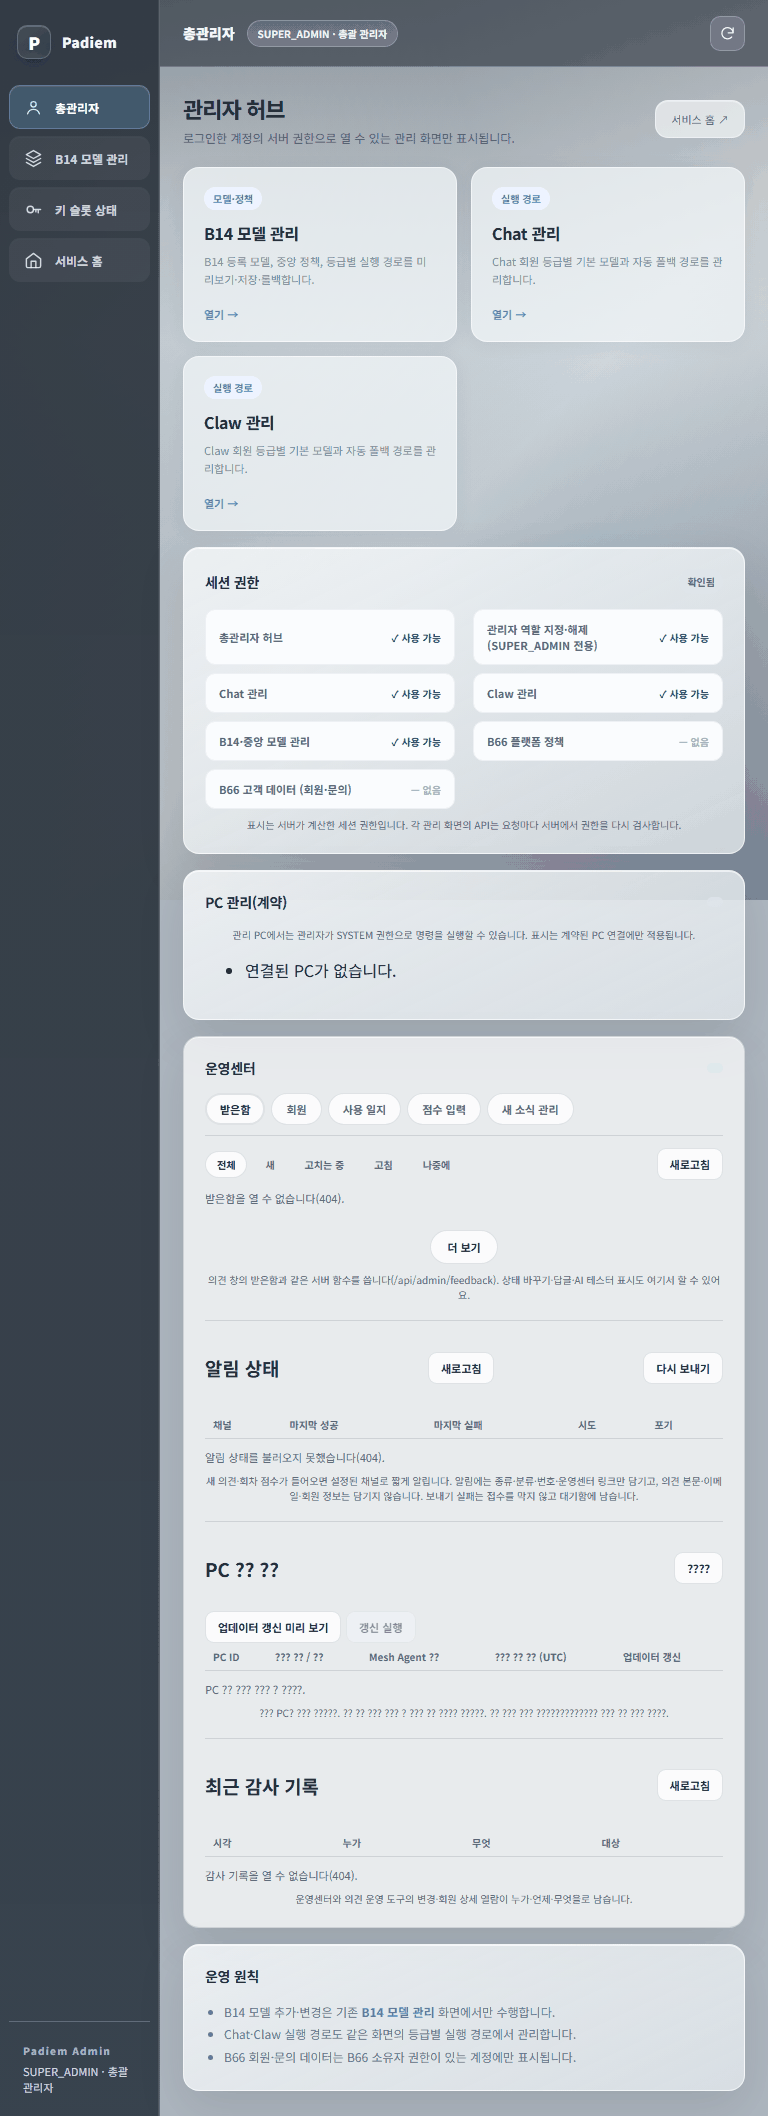 P Padiem
총관리자
B14 모델 관리
키 슬롯 상태
서비스 홈
총관리자 SUPER_ADMIN · 총괄 관리자
관리자 허브
로그인한 계정의 서버 권한으로 열 수 있는 관리 화면만 표시됩니다.
서비스 홈 ↗
모델·정책
B14 모델 관리
B14 등록 모델, 중앙 정책, 등급별 실행 경로를 미
리보기·저장·롤백합니다.
열기 →
실행 경로
Chat 관리
Chat 회원 등급별 기본 모델과 자동 폴백 경로를 관
리합니다.
열기 →
실행 경로
Claw 관리
Claw 회원 등급별 기본 모델과 자동 폴백 경로를 관
리합니다.
열기 →
세션 권한 확인됨
총관리자 허브 ✓ 사용 가능
관리자 역할 지정·해제
(SUPER_ADMIN 전용) ✓ 사용 가능
Chat 관리 ✓ 사용 가능
Claw 관리 ✓ 사용 가능
B14·중앙 모델 관리 ✓ 사용 가능
B66 플랫폼 정책 — 없음
B66 고객 데이터 (회원·문의) — 없음
표시는 서버가 계산한 세션 권한입니다. 각 관리 화면의 API는 요청마다 서버에서 권한을 다시 검사합니다.
PC 관리(계약)
관리 PC에서는 관리자가 SYSTEM 권한으로 명령을 실행할 수 있습니다. 표시는 계약된 PC 연결에만 적용됩니다.
• 연결된 PC가 없습니다.
운영센터
받은함 회원 사용 일지 점수 입력 새 소식 관리
전체 새 고치는 중 고침 나중에 새로고침
받은함을 열 수 없습니다(404).
더 보기
의견 창의 받은함과 같은 서버 함수를 씁니다(/api/admin/feedback). 상태 바꾸기·답글·AI 테스터 표시도 여기서 할 수 있어
요.
알림 상태 새로고침 다시 보내기
채널 마지막 성공 마지막 실패 시도 포기
알림 상태를 불러오지 못했습니다(404).
새 의견·회차 점수가 들어오면 설정된 채널로 짧게 알립니다. 알림에는 종류·분류·번호·운영센터 링크만 담기고, 의견 본문·이메
일·회원 정보는 담기지 않습니다. 보내기 실패는 접수를 막지 않고 대기함에 남습니다.
PC ?? ?? ????
업데이터 갱신 미리 보기 갱신 실행
PC ID ??? ?? / ?? Mesh Agent ?? ??? ?? ?? (UTC) 업데이터 갱신
PC ?? ??? ??? ? ????.
??? PC? ??? ?????. ?? ?? ??? ??? ? ??? ?? ???? ?????. ?? ??? ??? ????????????? ??? ?? ??? ????.
최근 감사 기록 새로고침
시각 누가 무엇 대상
감사 기록을 열 수 없습니다(404).
운영센터와 의견 운영 도구의 변경·회원 상세 열람이 누가·언제·무엇을로 남습니다.
운영 원칙
• B14 모델 추가·변경은 기존 B14 모델 관리 화면에서만 수행합니다.
• Chat·Claw 실행 경로도 같은 화면의 등급별 실행 경로에서 관리합니다.
• B66 회원·문의 데이터는 B66 소유자 권한이 있는 계정에만 표시됩니다.
Padiem Admin
SUPER_ADMIN · 총괄
관리자